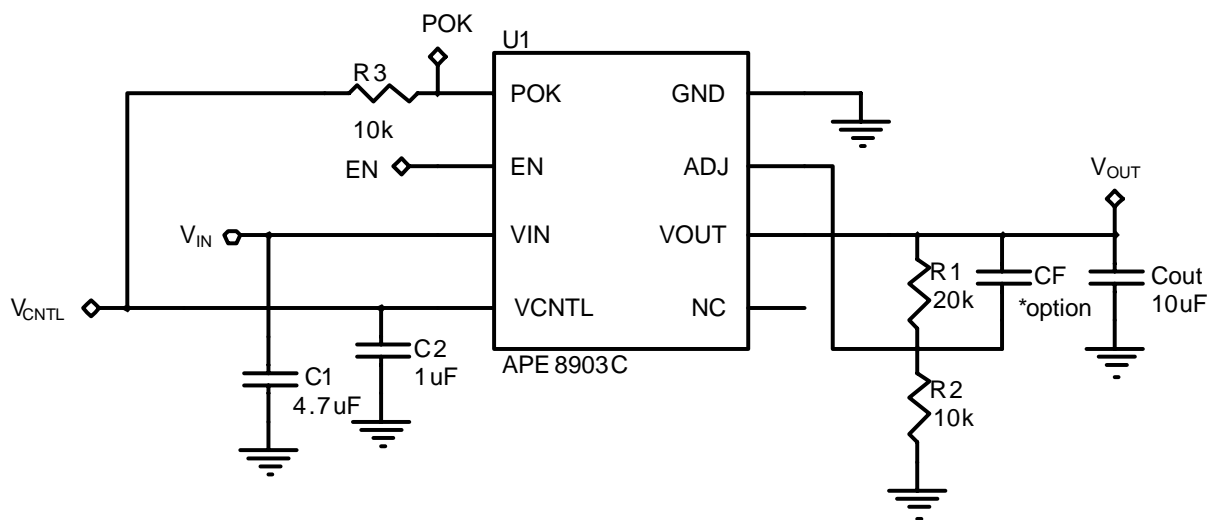 POK
U1
R3
10k
POK
GND
EN
EN
ADJ
VOUT
VIN
VIN
VOUT
R1
20k
CF
*option
Cout
10uF
VCNTL
VCNTL
NC
C2
1uF
APE8903C
C1
4.7uF
R2
10k